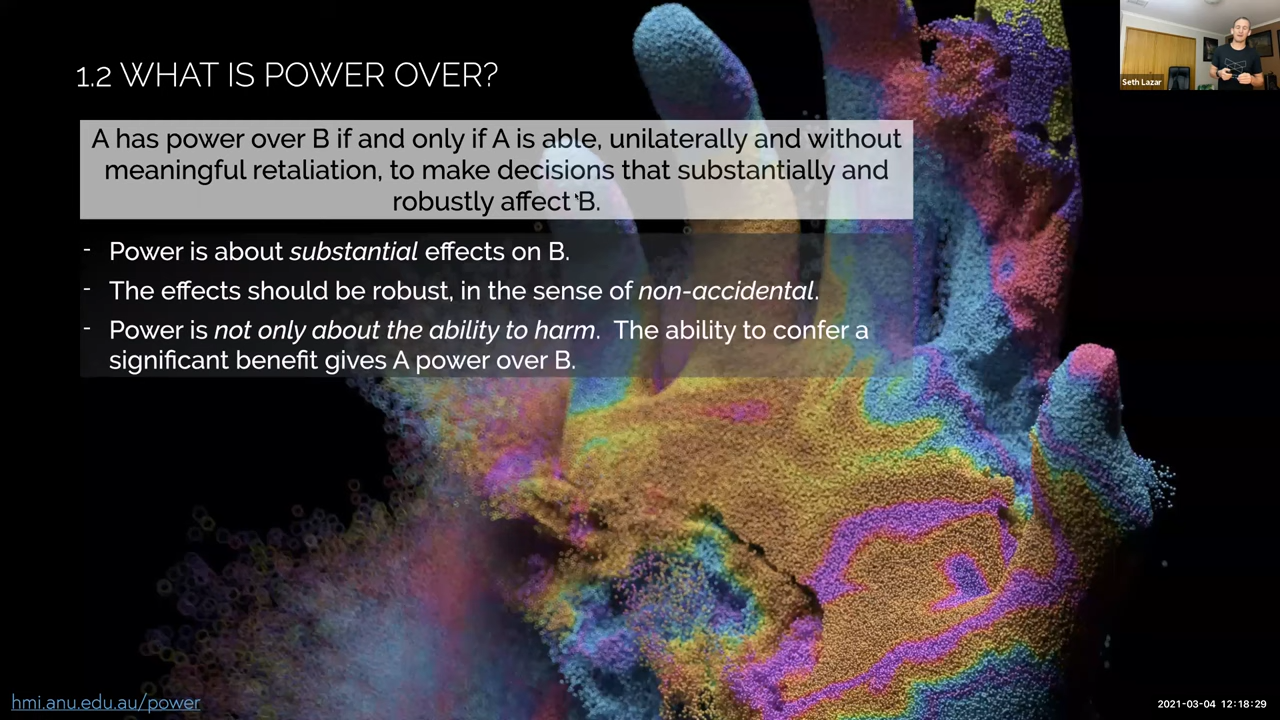 Seth Lazar
1.2 WHAT IS POWER OVER?
A has power over B if and only if A is able, unilaterally and without
meaningful retaliation, to make decisions that substantially and
robustly affect B.
- Power is about substantial effects on B.
- The effects should be robust, in the sense of non-accidental.
- Power is not only about the ability to harm. The ability to confer a
significant benefit gives A power over B.
hmi.anu.edu.au/power
2021-03-04 12:18:29